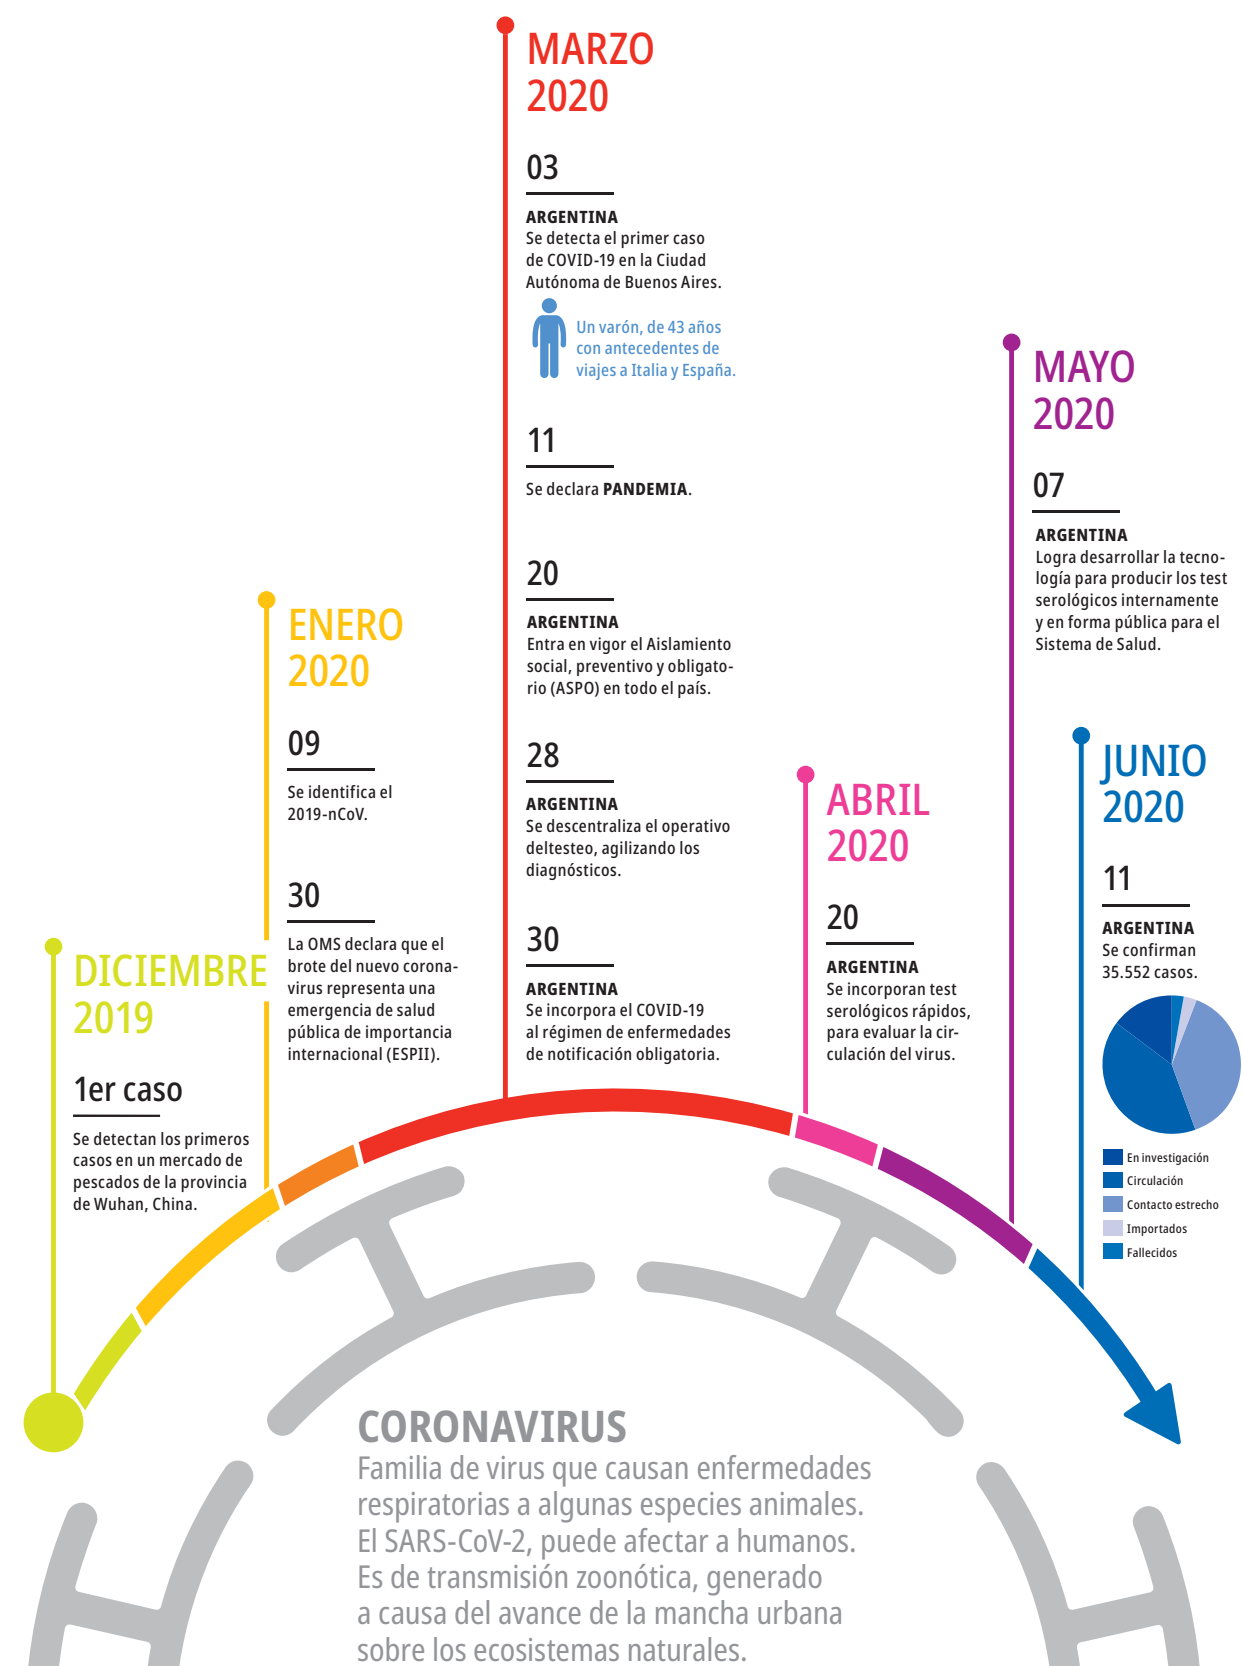 DICIEMBRE
2019
1er caso
Se detectan los primeros
casos en un mercado de
pescados de la provincia
de Wuhan, China.
ENERO
2020
09
Se identifica el
2019-nCoV.
30
La OMS declara que el
brote del nuevo corona-
virus representa una
emergencia de salud
pública de importancia
internacional (ESPII).
MARZO
2020
03
ARGENTINA
Se detecta el primer caso
de COVID-19 en la Ciudad
Autónoma de Buenos Aires.
Un varón, de 43 años
con antecedentes de
viajes a Italia y España.
11
Se declara PANDEMIA.
20
ARGENTINA
Entra en vigor el Aislamiento
social, preventivo y obligato-
rio (ASPO) en todo el país.
28
ARGENTINA
Se descentraliza el operativo
deltesteo, agilizando los
diagnósticos.
30
ARGENTINA
Se incorpora el COVID-19
al régimen de enfermedades
de notificación obligatoria.
ABRIL
2020
20
ARGENTINA
Se incorporan test
serológicos rápidos,
para evaluar la cir-
culación del virus.
MAYO
2020
07
ARGENTINA
Logra desarrollar la tecno-
logía para producir los test
serológicos internamente
y en forma pública para el
Sistema de Salud.
JUNIO
2020
11
ARGENTINA
Se confirman
35.552 casos.
En investigación
Circulación
Contacto estrecho
Importados
Fallecidos
CORONAVIRUS
Familia de virus que causan enfermedades
respiratorias a algunas especies animales.
El SARS-CoV-2, puede afectar a humanos.
Es de transmisión zoonótica, generado
a causa del avance de la mancha urbana
sobre los ecosistemas naturales.